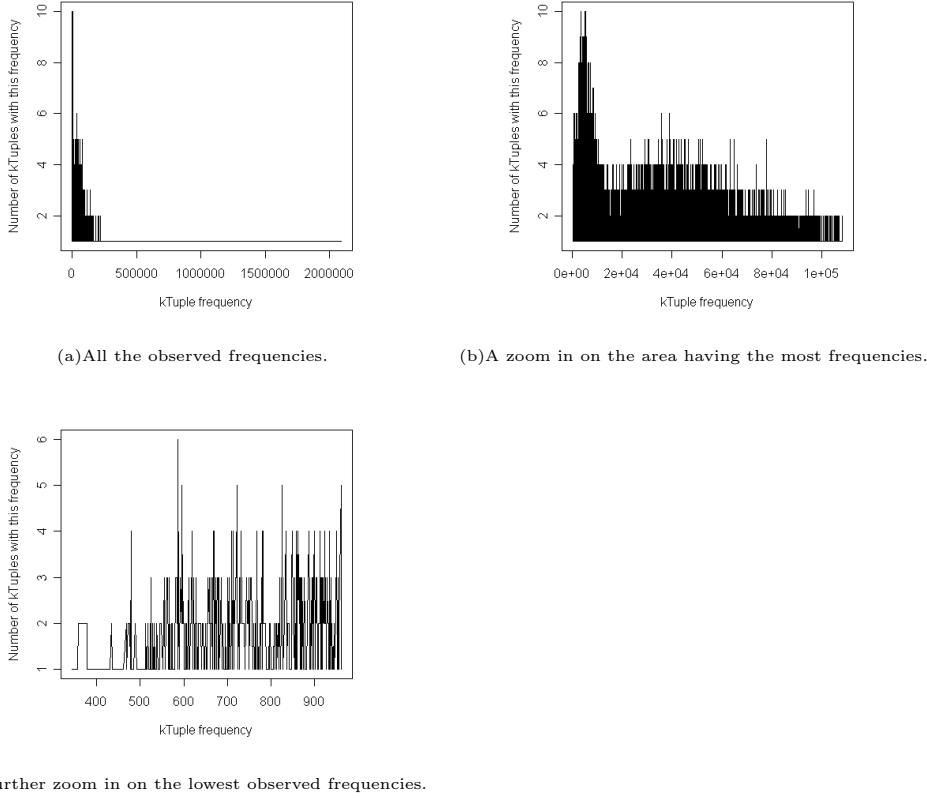 Number of kTuples with this frequency
10
8
6
4
2
0 500000 1000000 1500000 2000000
kTuple frequency
(a)All the observed frequencies.
Number of kTuples with this frequency
10
8
6
4
2
0e+00 2e+04 4e+04 6e+04 8e+04 1e+05
kTuple frequency
(b)A zoom in on the area having the most frequencies.
Number of kTuples with this frequency
6
5
4
3
2
1
400 500 600 700 800 900
kTuple frequency
zoom in on the lowest observed frequencies.